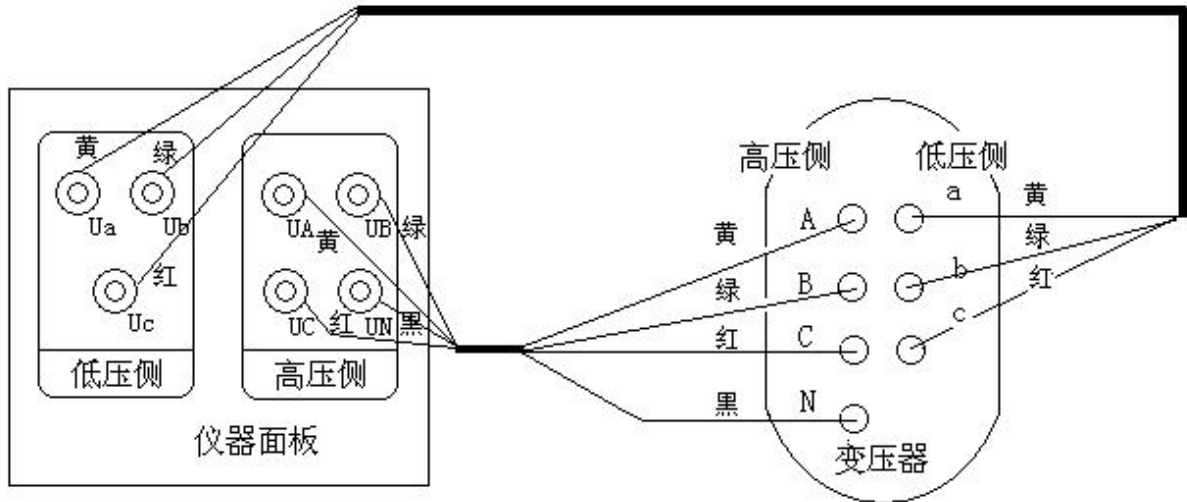 黄 绿
Ua Ub
红
Uc
低压侧
UA UB 绿
黄
UC 红 UN 黑
高压侧
仪器面板
高压侧 低压侧
黄 A a 黄
绿 B b 绿
红 C c 红
黑 N
变压器